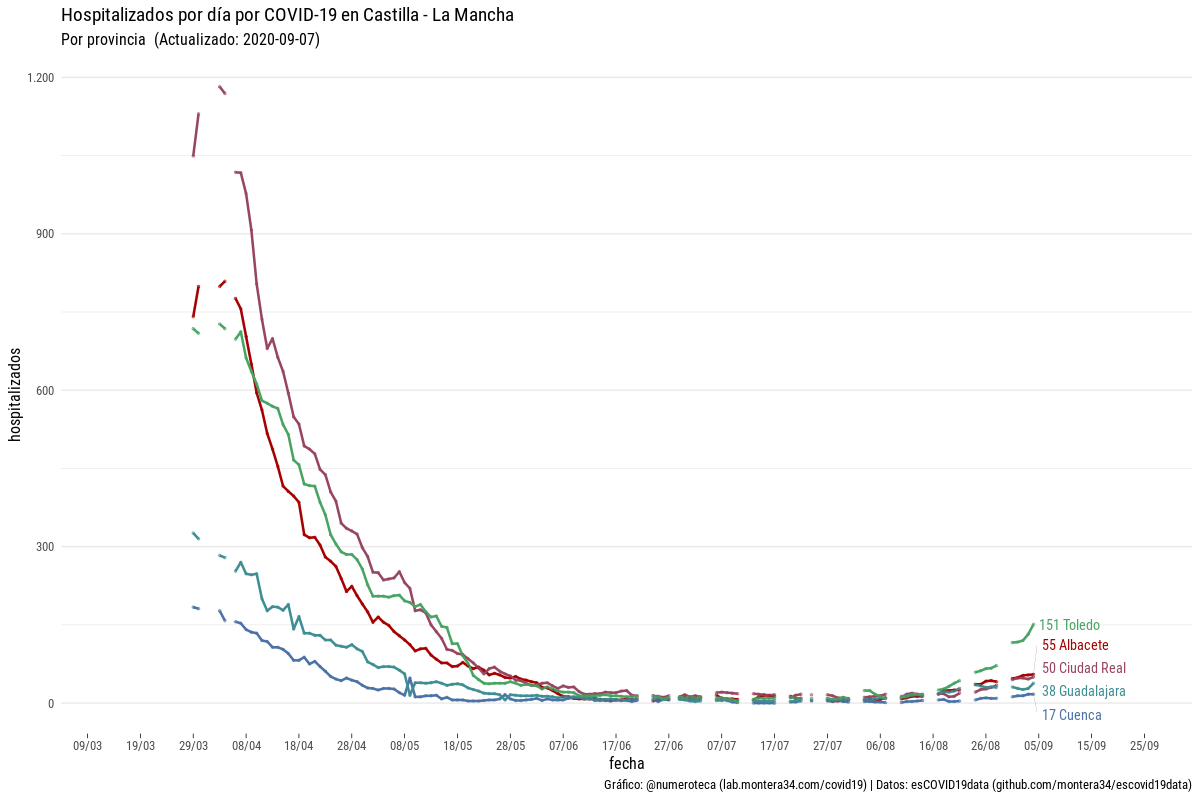 Hospitalizados por día por COVID-19 en Castilla - La Mancha
Por provincia (Actualizado: 2020-09-07)
hospitalizados
1.200
900
600
300
0
151 Toledo
55 Albacete
50 Ciudad Real
38 Guadalajara
17 Cuenca
09/03 19/03 29/03 08/04 18/04 28/04 08/05 18/05 28/05 07/06 17/06 27/06 07/07 17/07 27/07 06/08 16/08 26/08 05/09 15/09 25/09
fecha
Gráfico: @numeroteca (lab.montera34.com/covid19) | Datos: esCOVID19data (github.com/montera34/escovid19data)